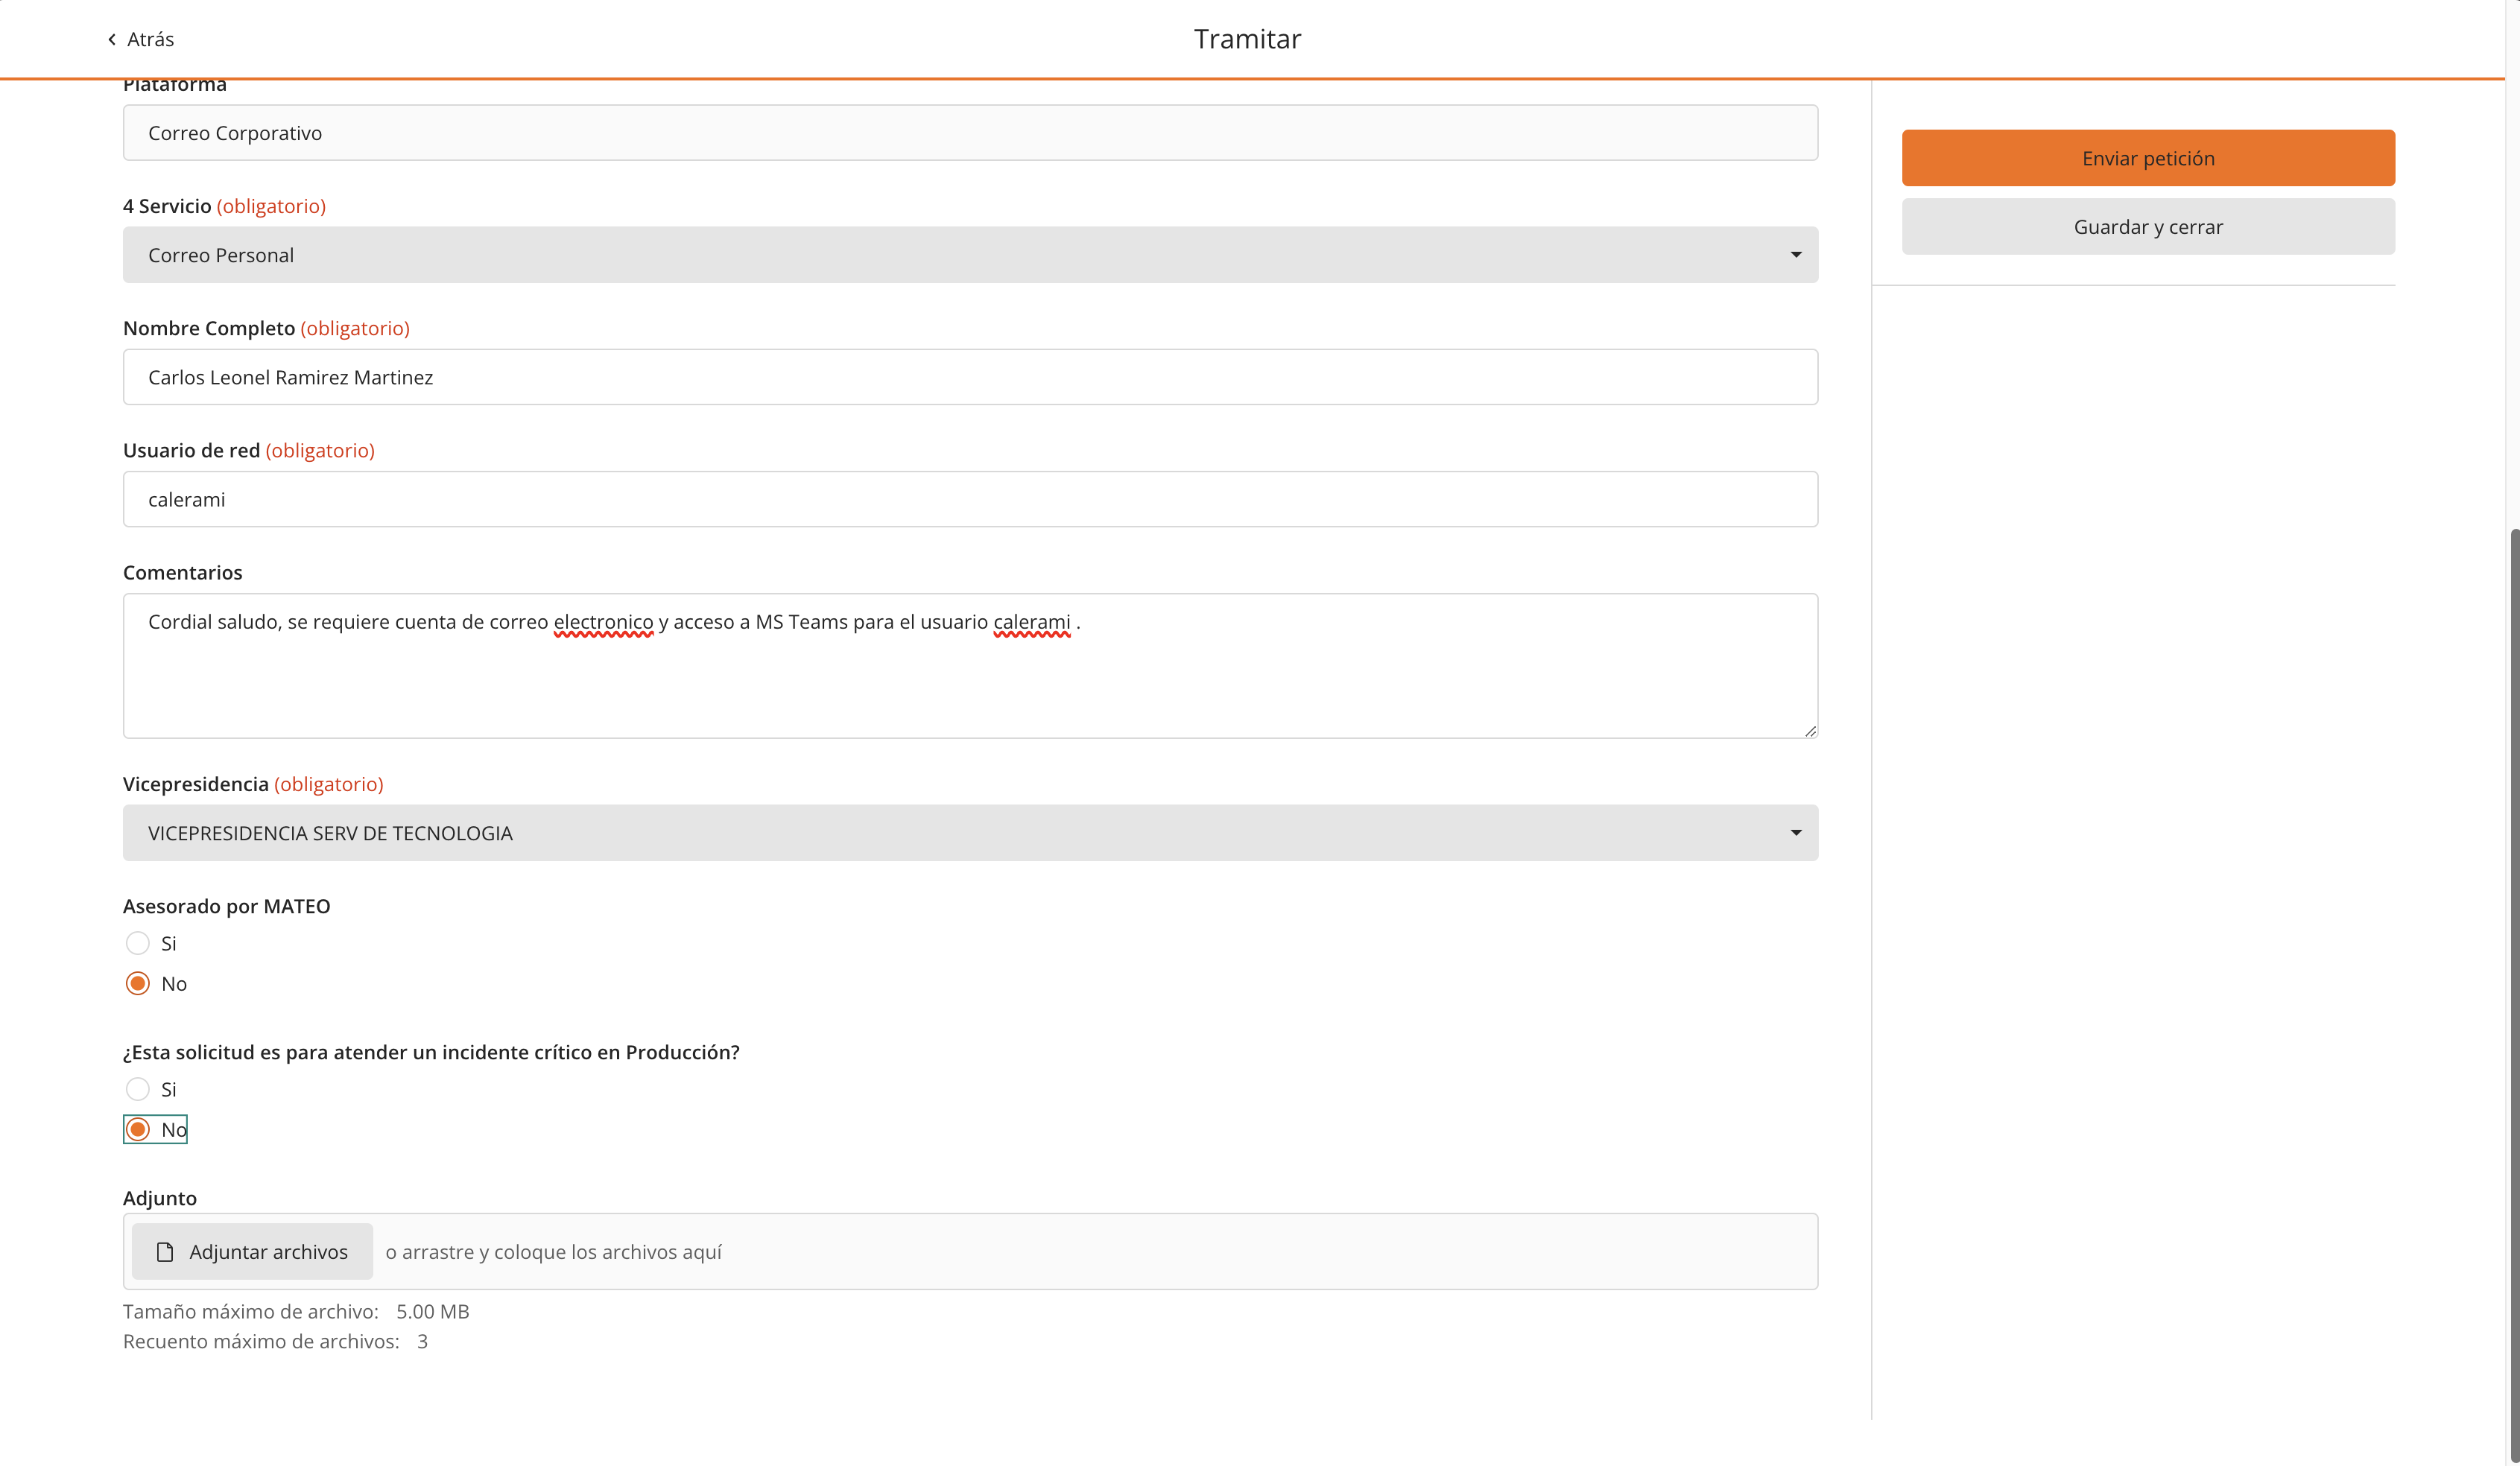 Atrás
Tramitar
Plataforma
Correo Corporativo
Enviar petición
Guardar y cerrar
4 Servicio (obligatorio)
Correo Personal
Nombre Completo (obligatorio)
Carlos Leonel Ramirez Martinez
Usuario de red (obligatorio)
calerami
Comentarios
Cordial saludo, se requiere cuenta de correo electronico y acceso a MS Teams para el usuario calerami .
Vicepresidencia (obligatorio)
VICEPRESIDENCIA SERV DE TECNOLOGIA
Asesorado por MATEO
Si
No
¿Esta solicitud es para atender un incidente crítico en Producción?
Si
No
Adjunto
Adjuntar archivos o arrastre y coloque los archivos aquí
Tamaño máximo de archivo: 5.00 MB
Recuento máximo de archivos: 3